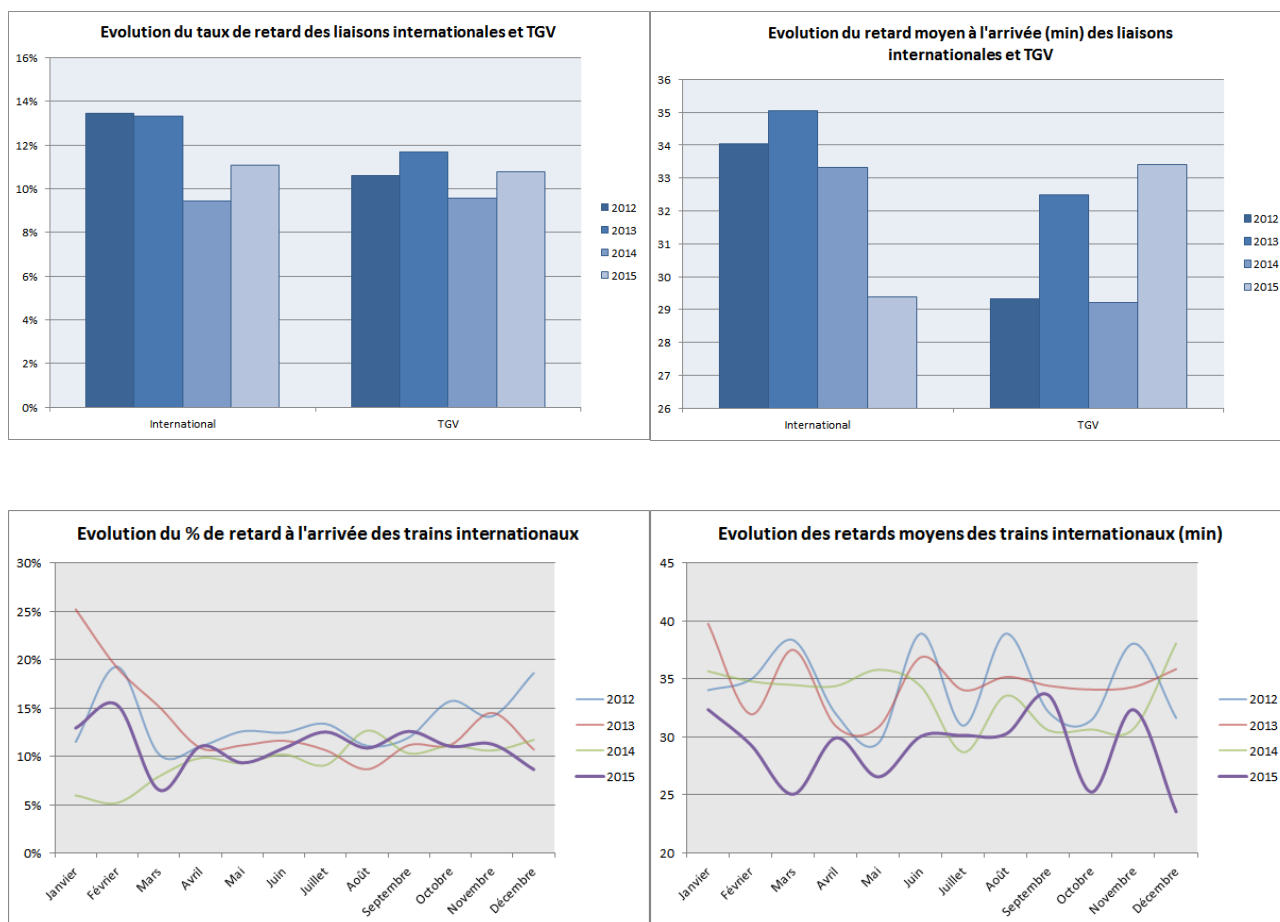 Evolution du taux de retard des liaisons internationales et TGV
16%
14%
12%
10%
8%
6%
4%
2%
0%
International
TGV
2012
2013
2014
2015
Evolution du retard moyen à l'arrivée (min) des liaisons
internationales et TGV
36
35
34
33
32
31
30
29
28
27
26
International
TGV
2012
2013
2014
2015
Evolution du % de retard à l'arrivée des trains internationaux
30%
25%
20%
15%
10%
5%
0%
Janvier
Février
Mars
Avril
Mai
Juin
Juillet
Août
Septembre
Octobre
Novembre
Décembre
2012
2013
2014
2015
Evolution des retards moyens des trains internationaux (min)
45
40
35
30
25
20
Janvier
Février
Mars
Avril
Mai
Juin
Juillet
Août
Septembre
Octobre
Novembre
Décembre
2012
2013
2014
2015